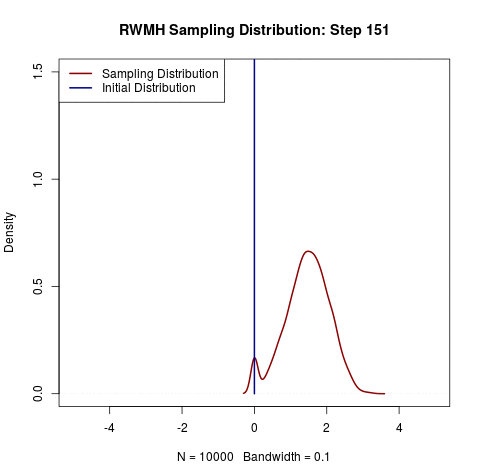 RWMH Sampling Distribution: Step 151
Sampling Distribution
Initial Distribution
Density
1.5
1.0
0.5
0.0
-4 -2 0 2 4
N = 10000 Bandwidth = 0.1